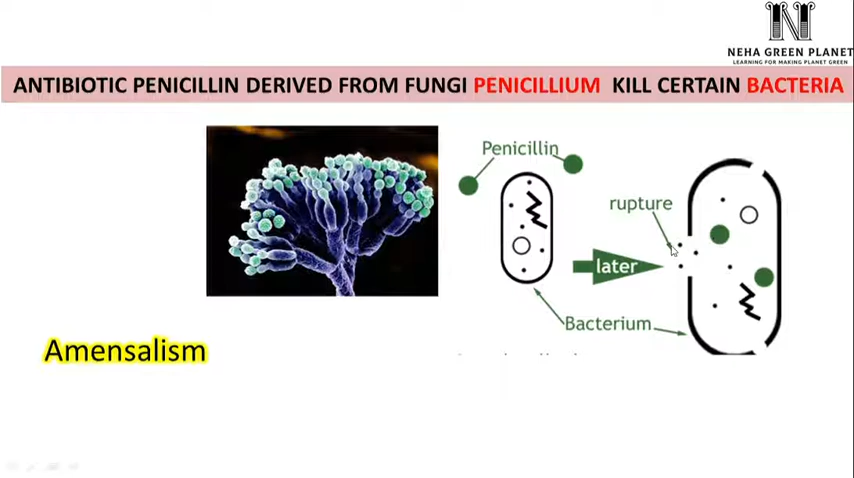 NEHA GREEN PLANET
LEARNING FOR MAKING PLANET GREEN
ANTIBIOTIC PENICILLIN DERIVED FROM FUNGI PENICILLIUM KILL CERTAIN BACTERIA
Penicillin
rupture
later
Bacterium
Amensalism